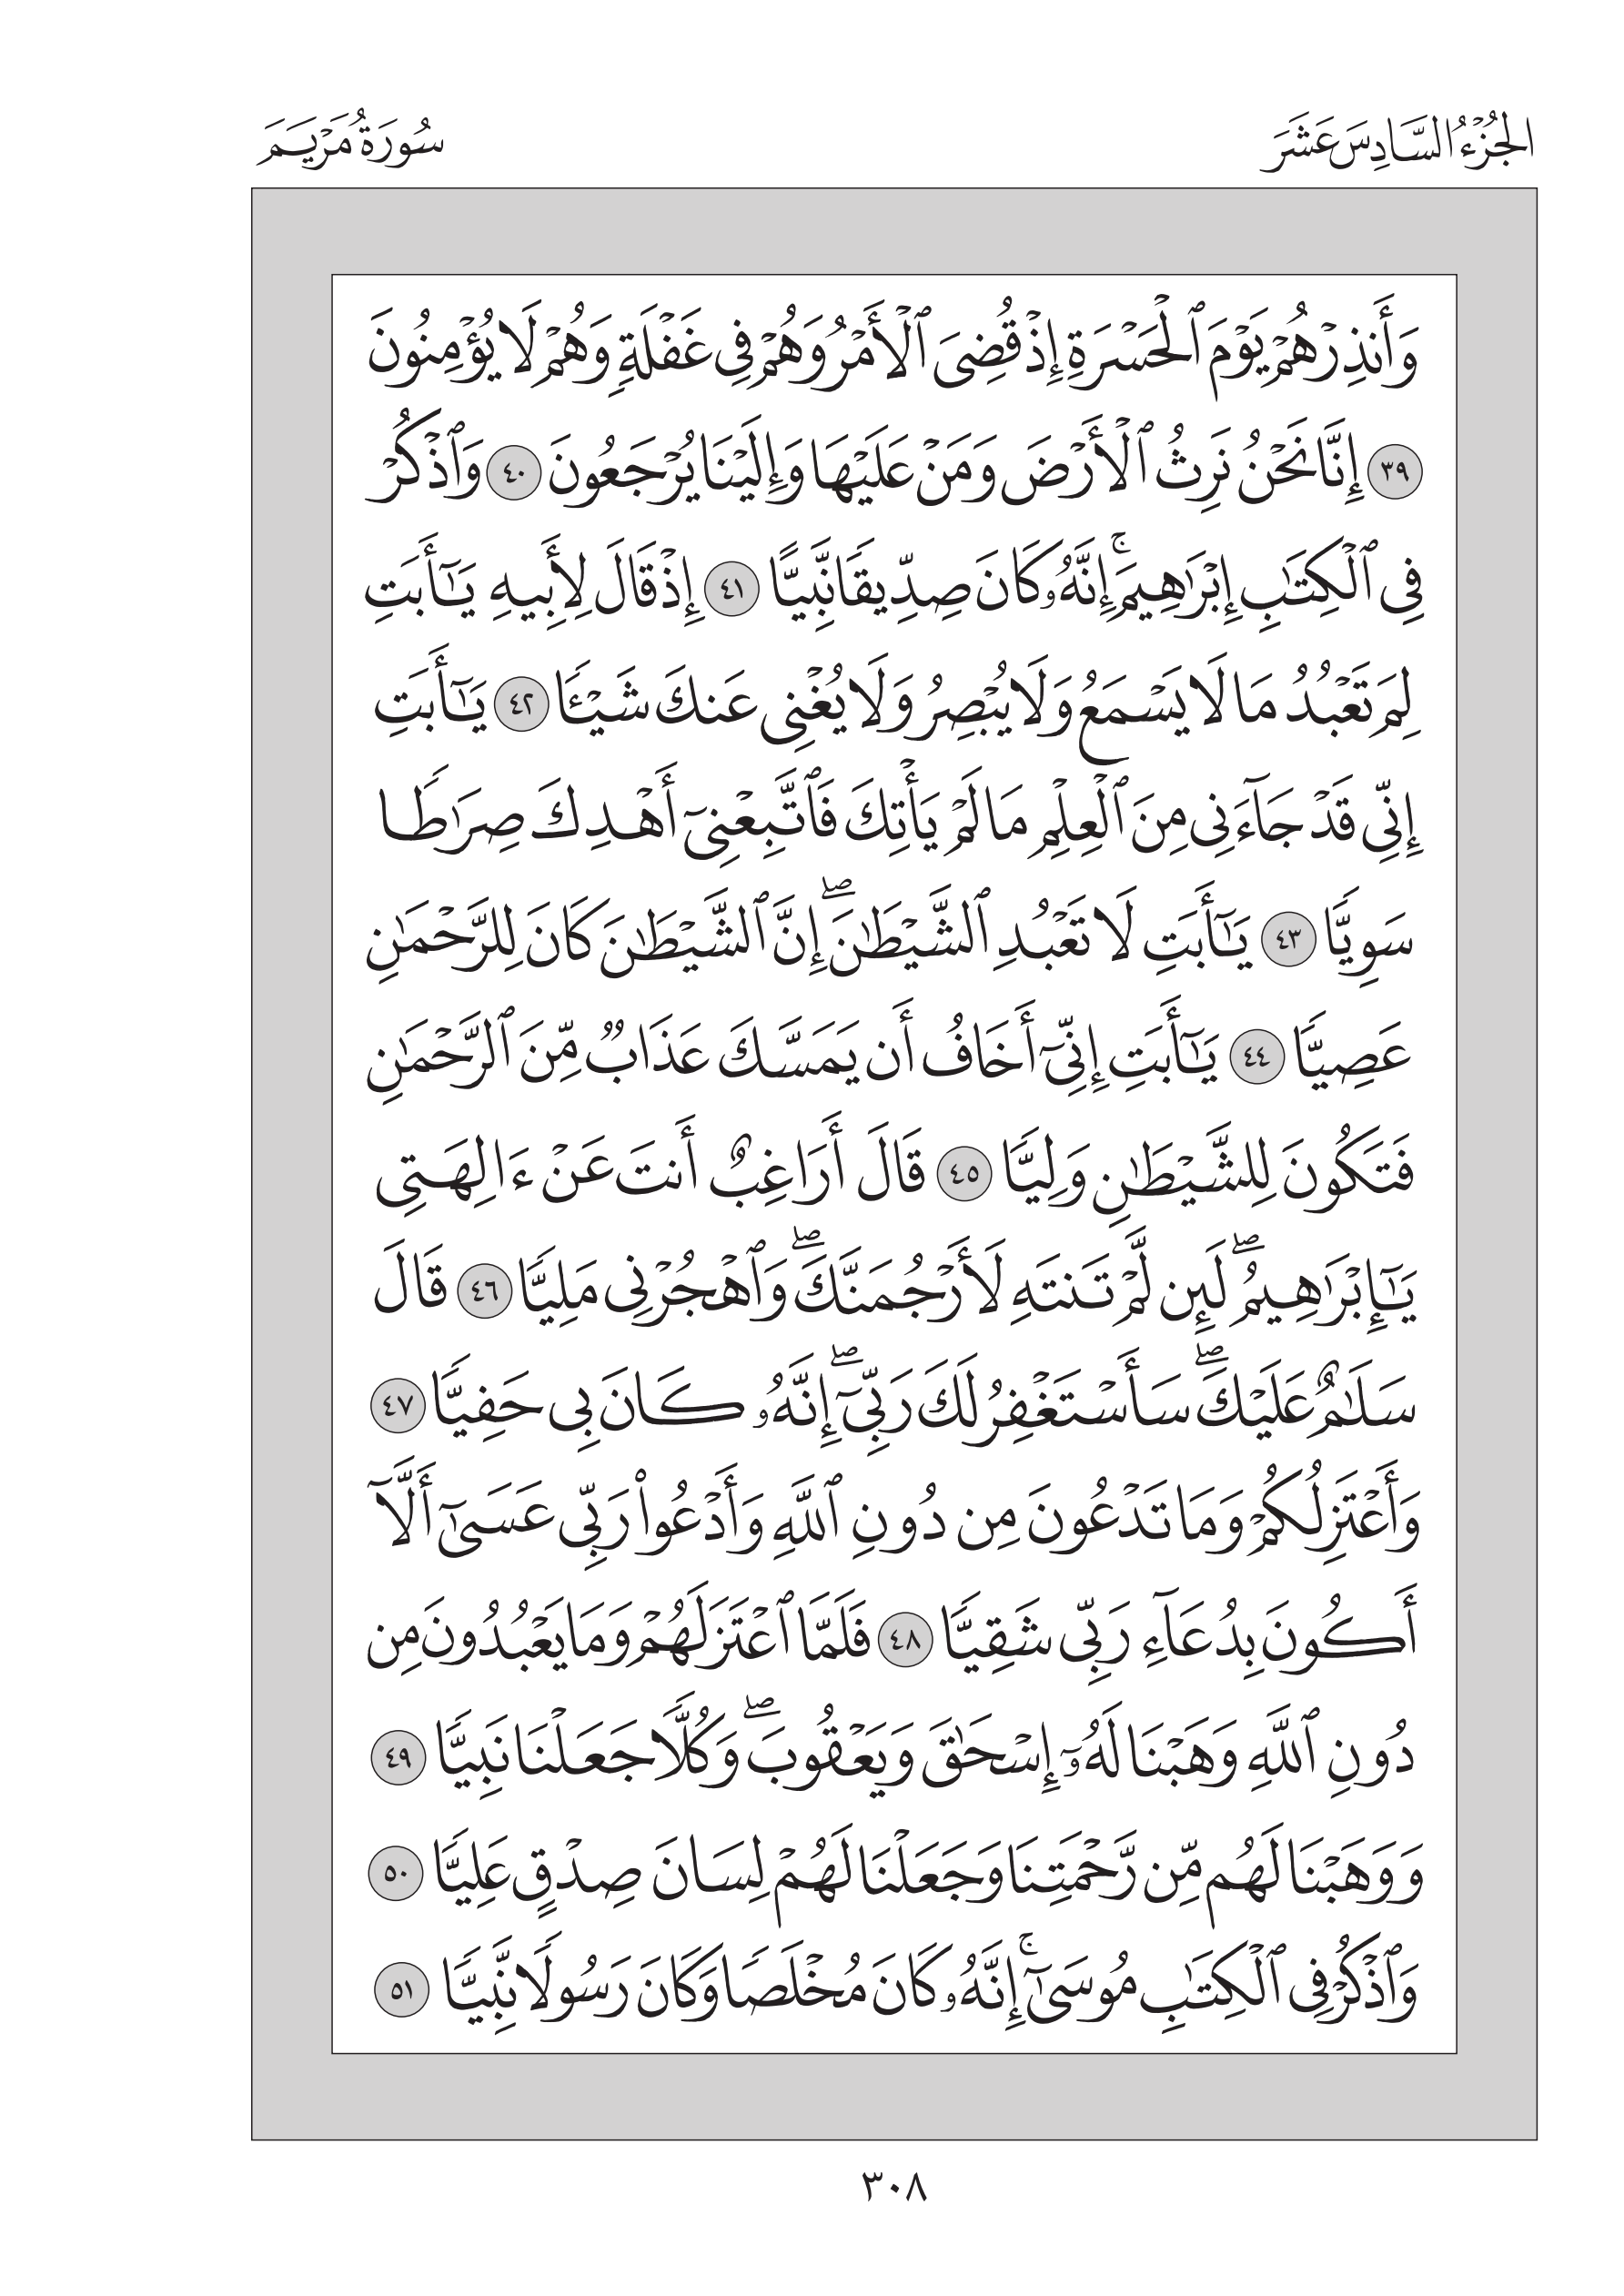 الجُزْءُ السَّادِسَ عَشَرَ
سُورَةُ مَرْيَمَ
وَأَنذِرْهُمْ يَوْمَ ٱلْحَسْرَةِ إِذْ قُضِىَ ٱلْأَمْرُ وَهُمْ فِى غَفْلَةٍ وَهُمْ لَا يُؤْمِنُونَ
٣٩ إِنَّا نَحْنُ نَرِثُ ٱلْأَرْضَ وَمَنْ عَلَيْهَا وَإِلَيْنَا يُرْجَعُونَ ٤٠ وَٱذْكُرْ
فِى ٱلْكِتَـٰبِ إِبْرَٰهِيمَ ۚ إِنَّهُۥ كَانَ صِدِّيقًا نَّبِيًّا ٤١ إِذْ قَالَ لِأَبِيهِ يَـٰٓأَبَتِ
لِمَ تَعْبُدُ مَا لَا يَسْمَعُ وَلَا يُبْصِرُ وَلَا يُغْنِى عَنكَ شَيْـًٔا ٤٢ يَـٰٓأَبَتِ
إِنِّى قَدْ جَآءَنِى مِنَ ٱلْعِلْمِ مَا لَمْ يَأْتِكَ فَٱتَّبِعْنِىٓ أَهْدِكَ صِرَٰطًا
سَوِيًّا ٤٣ يَـٰٓأَبَتِ لَا تَعْبُدِ ٱلشَّيْطَـٰنَ ۖ إِنَّ ٱلشَّيْطَـٰنَ كَانَ لِلرَّحْمَـٰنِ
عَصِيًّا ٤٤ يَـٰٓأَبَتِ إِنِّىٓ أَخَافُ أَن يَمَسَّكَ عَذَابٌ مِّنَ ٱلرَّحْمَـٰنِ
فَتَكُونَ لِلشَّيْطَـٰنِ وَلِيًّا ٤٥ قَالَ أَرَاغِبٌ أَنتَ عَنْ ءَالِهَتِى
يَـٰٓإِبْرَٰهِيمُ ۖ لَئِن لَّمْ تَنتَهِ لَأَرْجُمَنَّكَ ۖ وَٱهْجُرْنِى مَلِيًّا ٤٦ قَالَ
سَلَـٰمٌ عَلَيْكَ ۖ سَأَسْتَغْفِرُ لَكَ رَبِّىٓ ۖ إِنَّهُۥ كَانَ بِى حَفِيًّا ٤٧
وَأَعْتَزِلُكُمْ وَمَا تَدْعُونَ مِن دُونِ ٱللَّهِ وَأَدْعُوا۟ رَبِّى عَسَىٰٓ أَلَّآ
أَكُونَ بِدُعَآءِ رَبِّى شَقِيًّا ٤٨ فَلَمَّا ٱعْتَزَلَهُمْ وَمَا يَعْبُدُونَ مِن
دُونِ ٱللَّهِ وَهَبْنَا لَهُۥٓ إِسْحَـٰقَ وَيَعْقُوبَ ۖ وَكُلًّا جَعَلْنَا نَبِيًّا ٤٩
وَوَهَبْنَا لَهُم مِّن رَّحْمَتِنَا وَجَعَلْنَا لَهُمْ لِسَانَ صِدْقٍ عَلِيًّا ٥٠
وَٱذْكُرْ فِى ٱلْكِتَـٰبِ مُوسَىٰٓ ۚ إِنَّهُۥ كَانَ مُخْلَصًا وَكَانَ رَسُولًا نَّبِيًّا ٥١
٣٠٨